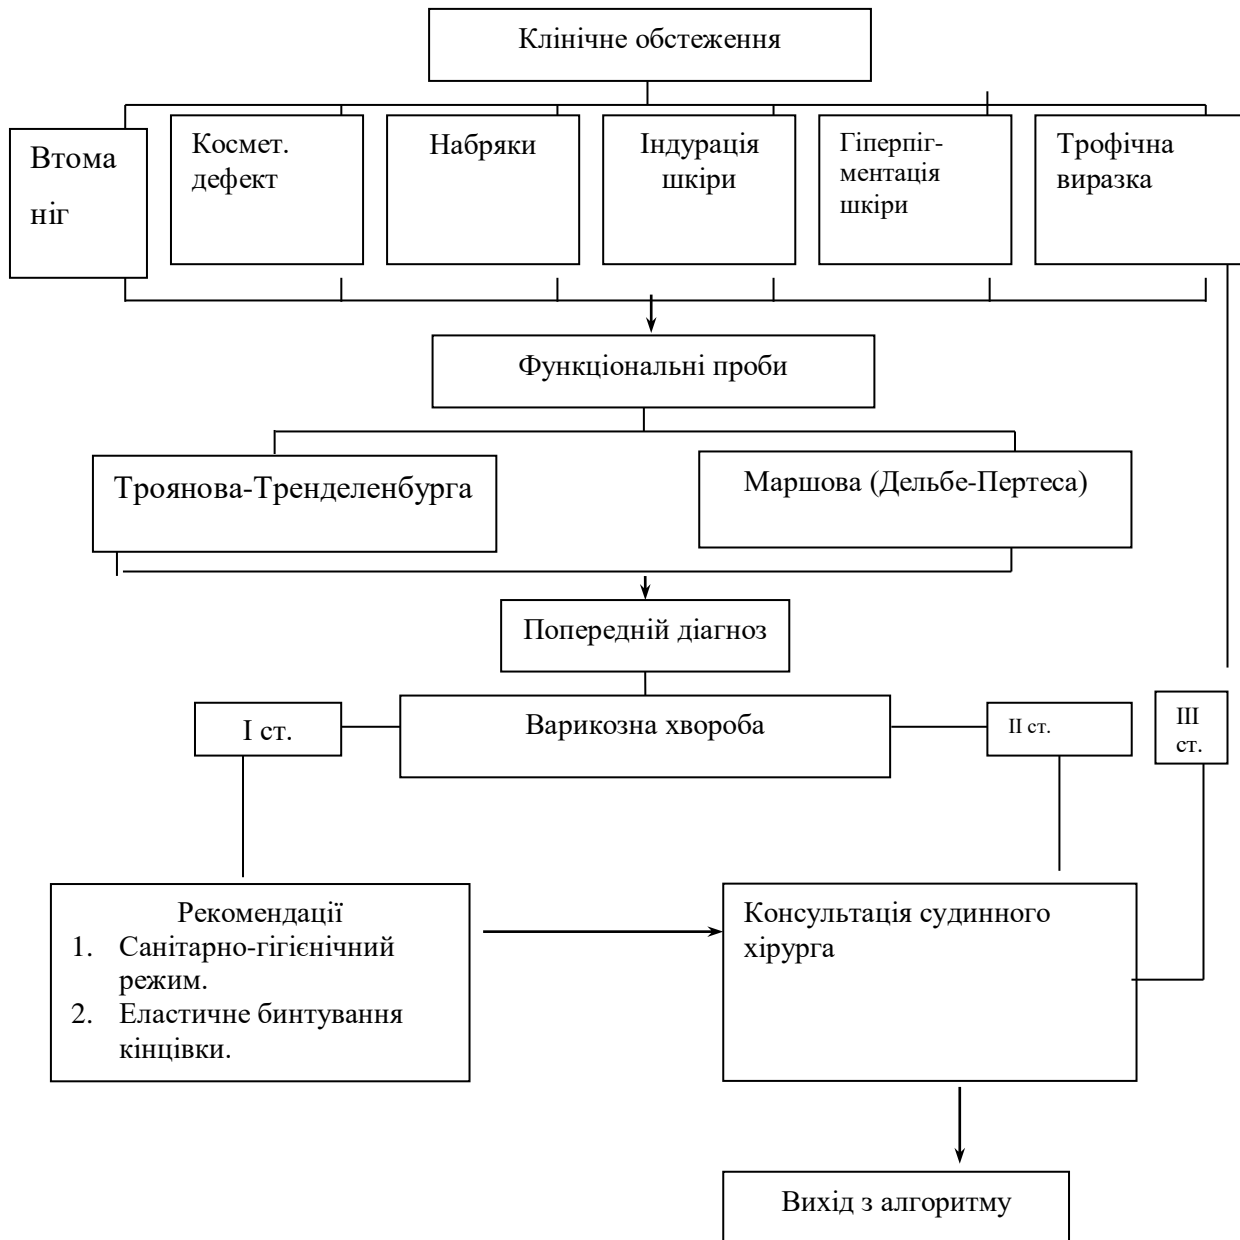 Клінічне обстеження
Втома
ніг
Космет.
дефект
Набряки
Індурація
шкіри
Гіперпіг-
ментація
шкіри
Трофічна
виразка
Функціональні проби
Троянова-Тренделенбурга
Маршова (Дельбе-Пертеса)
Попередній діагноз
І ст.
Варикозна хвороба
ІІ ст.
ІІІ
ст.
Рекомендації
1. Санітарно-гігієнічний
режим.
2. Еластичне бинтування
кінцівки.
Консультація судинного
хірурга
Вихід з алгоритму